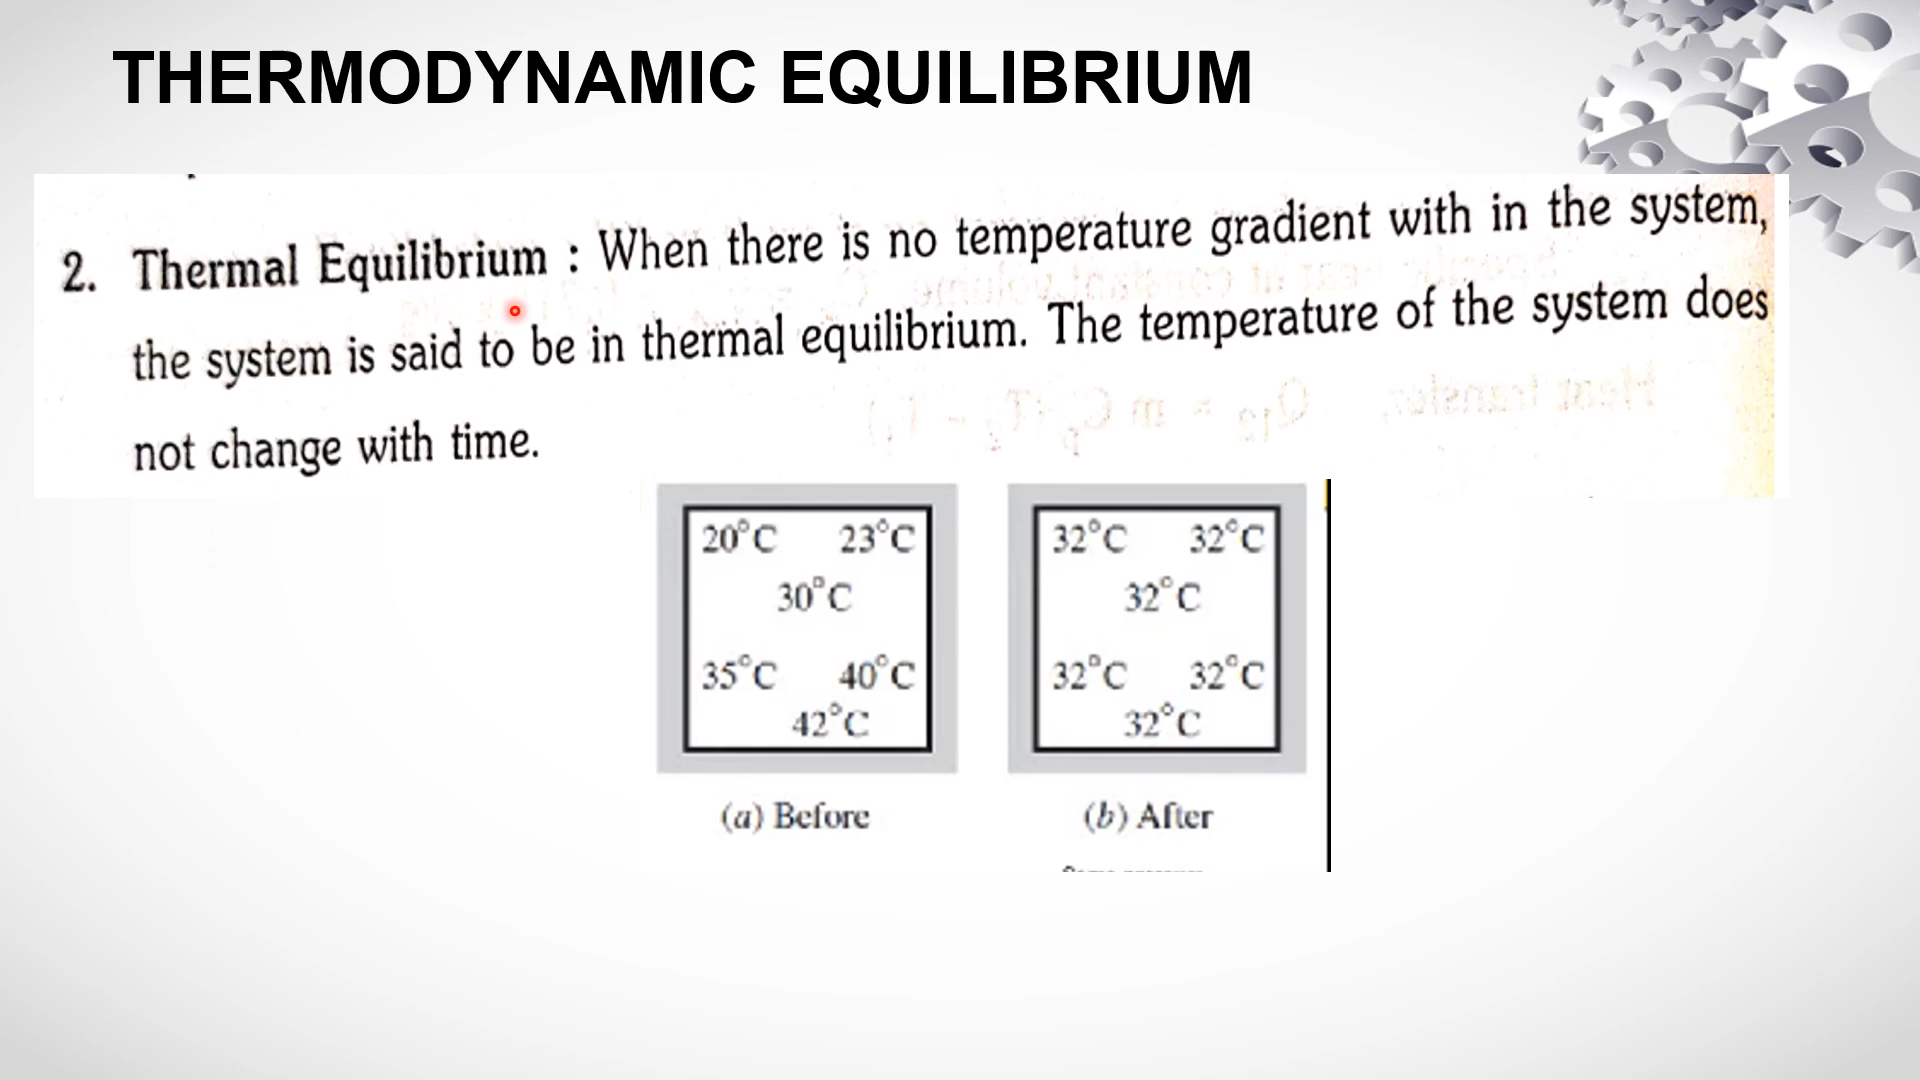 THERMODYNAMIC EQUILIBRIUM
2. Thermal Equilibrium : When there is no temperature gradient with in the system,
the system is said to be in thermal equilibrium. The temperature of the system does
not change with time.
20°C 23°C
30°C
35°C 40°C
42°C
(a) Before
32°C 32°C
32°C
32°C 32°C
32°C
(b) After